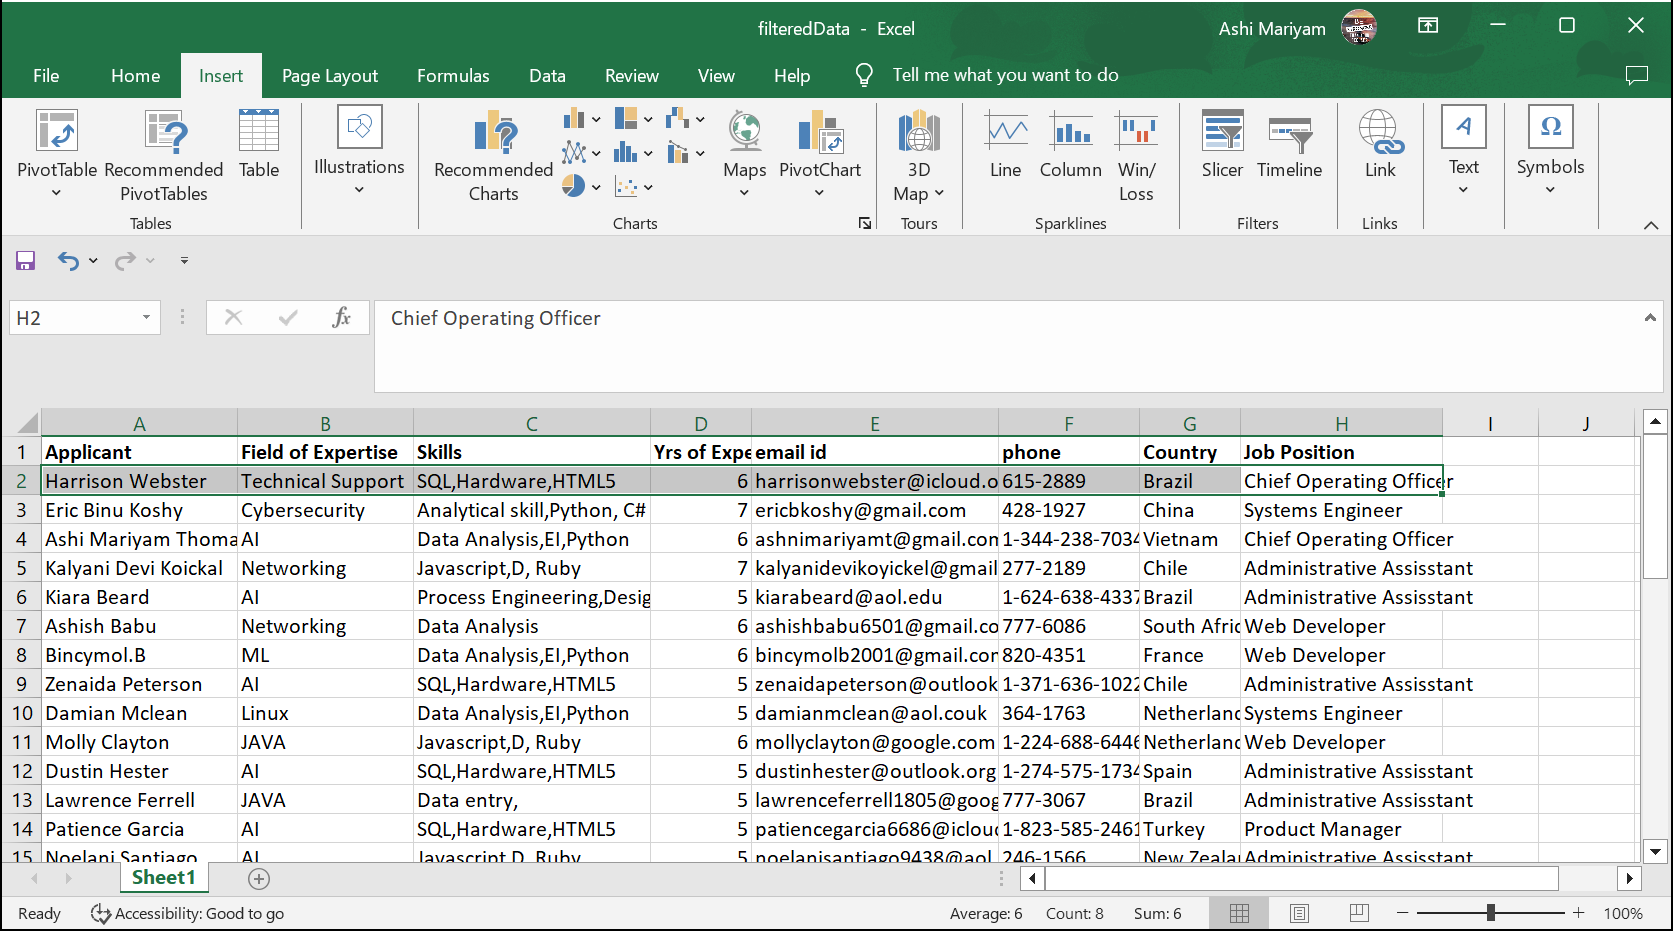 filteredData - Excel
Ashi Mariyam
File Home Insert Page Layout Formulas Data Review View Help Tell me what you want to do
PivotTable Recommended PivotTables Table Illustrations Recommended Charts Maps PivotChart 3D Map Line Column Win/Loss Slicer Timeline Link Text Symbols
Tables Charts Tours Sparklines Filters Links
H2 fx Chief Operating Officer
A B C D E F G H I J
1 Applicant Field of Expertise Skills Yrs of Expe email id phone Country Job Position
2 Harrison Webster Technical Support SQL,Hardware,HTML5 6 harrisonwebster@icloud.o 615-2889 Brazil Chief Operating Officer
3 Eric Binu Koshy Cybersecurity Analytical skill,Python, C# 7 ericbkoshy@gmail.com 428-1927 China Systems Engineer
4 Ashi Mariyam Thoma AI Data Analysis,EI,Python 6 ashnimariyamt@gmail.com 1-344-238-7034 Vietnam Chief Operating Officer
5 Kalyani Devi Koickal Networking Javascript,D, Ruby 7 kalyanidevikoyickel@gmail 277-2189 Chile Administrative Assisstant
6 Kiara Beard AI Process Engineering,Desig 5 kiarabeard@aol.edu 1-624-638-4337 Brazil Administrative Assisstant
7 Ashish Babu Networking Data Analysis 6 ashishbabu6501@gmail.co 777-6086 South Afric Web Developer
8 Bincymol.B ML Data Analysis,EI,Python 6 bincymolb2001@gmail.com 820-4351 France Web Developer
9 Zenaida Peterson AI SQL,Hardware,HTML5 5 zenaidapeterson@outlook 1-371-636-1022 Chile Administrative Assisstant
10 Damian Mclean Linux Data Analysis,EI,Python 5 damianmclean@aol.couk 364-1763 Netherland Systems Engineer
11 Molly Clayton JAVA Javascript,D, Ruby 6 mollyclayton@google.com 1-224-688-6446 Netherland Web Developer
12 Dustin Hester AI SQL,Hardware,HTML5 5 dustinhester@outlook.org 1-274-575-1734 Spain Administrative Assisstant
13 Lawrence Ferrell JAVA Data entry, 5 lawrenceferrell1805@goog 777-3067 Brazil Administrative Assisstant
14 Patience Garcia AI SQL,Hardware,HTML5 5 patiencegarcia6686@icloud 1-823-585-2461 Turkey Product Manager
15 Noelani Santiago AI Javascript,D, Ruby 5 noelanisantiago9438@aol 246-1566 New Zeala Administrative Assisstant
Sheet1
Ready Accessibility: Good to go Average: 6 Count: 8 Sum: 6 100%